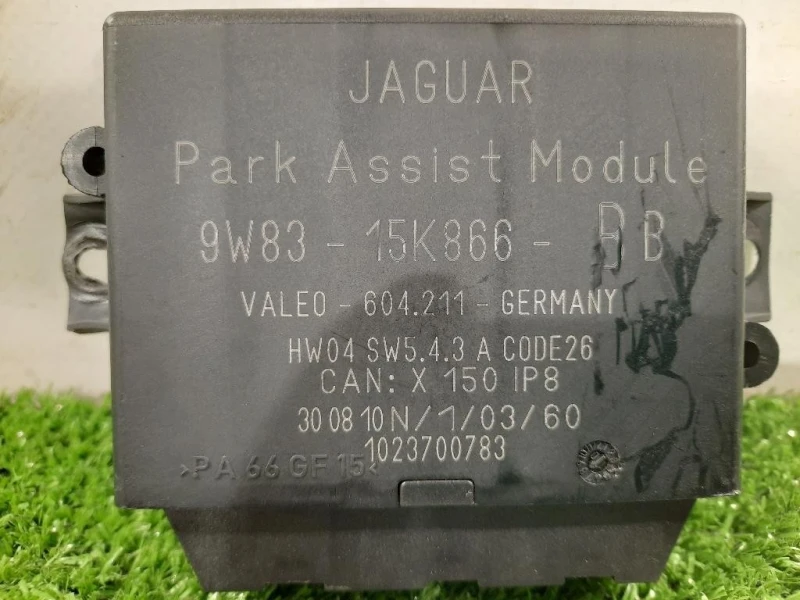 JAGUAR
Park Assist Module
9W83 - 15K866 - BB
VALEO - 604.211 - GERMANY
HW04 SW5.4.3 A CODE26
CAN: X 150 IP8
30 08 10 N/1/03/60
1023700783
>PA 66 GF 15<